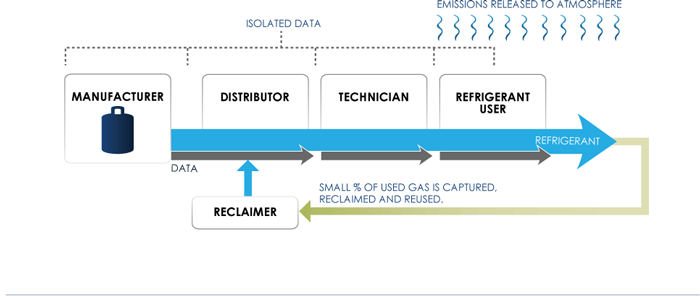 EMISSIONS RELEASED TO ATMOSPHERE
ISOLATED DATA
MANUFACTURER
DISTRIBUTOR
TECHNICIAN
REFRIGERANT
USER
REFRIGERANT
DATA
SMALL % OF USED GAS IS CAPTURED,
RECLAIMED AND REUSED.
RECLAIMER